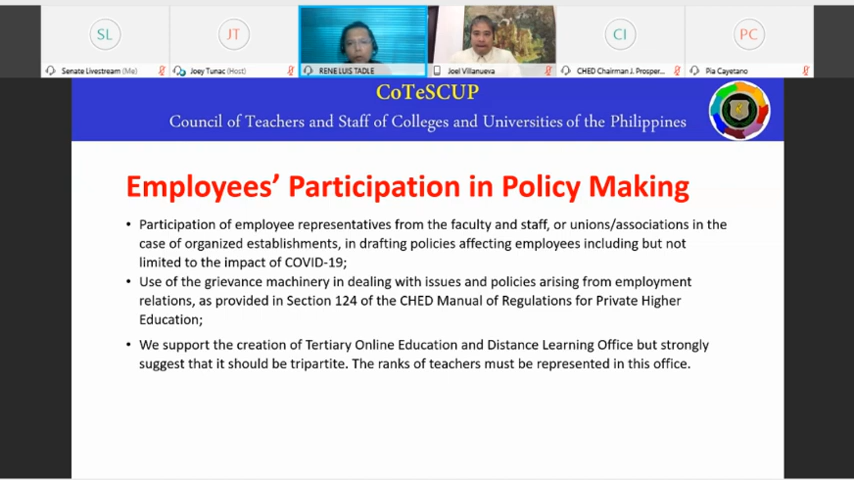 SL
JT
CI
PC
Senate Livestream (Me)
Joey Tunac (Host)
RENE LUIS TADLE
Joel Villanueva
CHED Chairman J. Prosper...
Pia Cayetano
CoTeSCUP
Council of Teachers and Staff of Colleges and Universities of the Philippines
Employees' Participation in Policy Making
• Participation of employee representatives from the faculty and staff, or unions/associations in the
case of organized establishments, in drafting policies affecting employees including but not
limited to the impact of COVID-19;
• Use of the grievance machinery in dealing with issues and policies arising from employment
relations, as provided in Section 124 of the CHED Manual of Regulations for Private Higher
Education;
• We support the creation of Tertiary Online Education and Distance Learning Office but strongly
suggest that it should be tripartite. The ranks of teachers must be represented in this office.